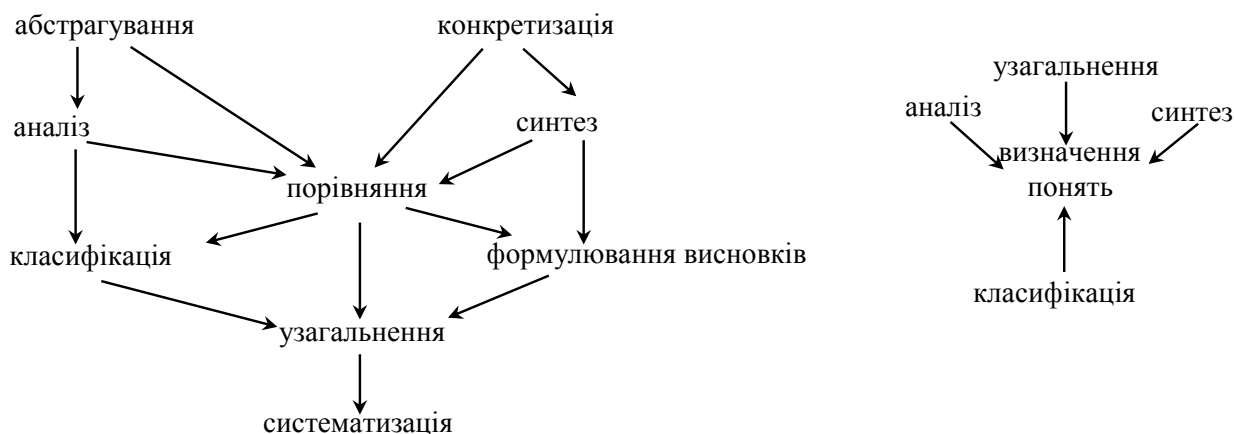 абстрагування
конкретизація
аналіз
синтез
порівняння
класифікація
формулювання висновків
узагальнення
систематизація
узагальнення
аналіз
синтез
визначення
понять
класифікація